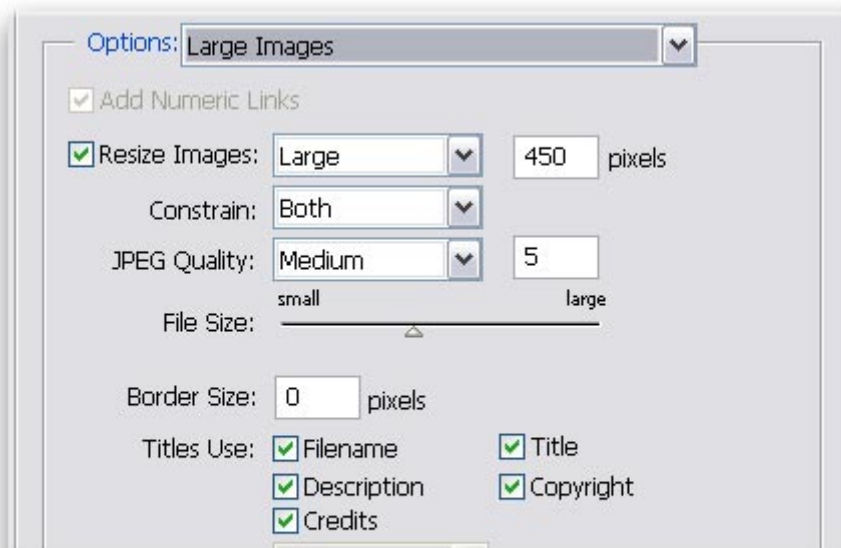 Options: Large Images
Add Numeric Links
Resize Images: Large 450 pixels
Constrain: Both
JPEG Quality: Medium 5
small large
File Size:
Border Size: 0 pixels
Titles Use: Filename Title
Description Copyright
Credits